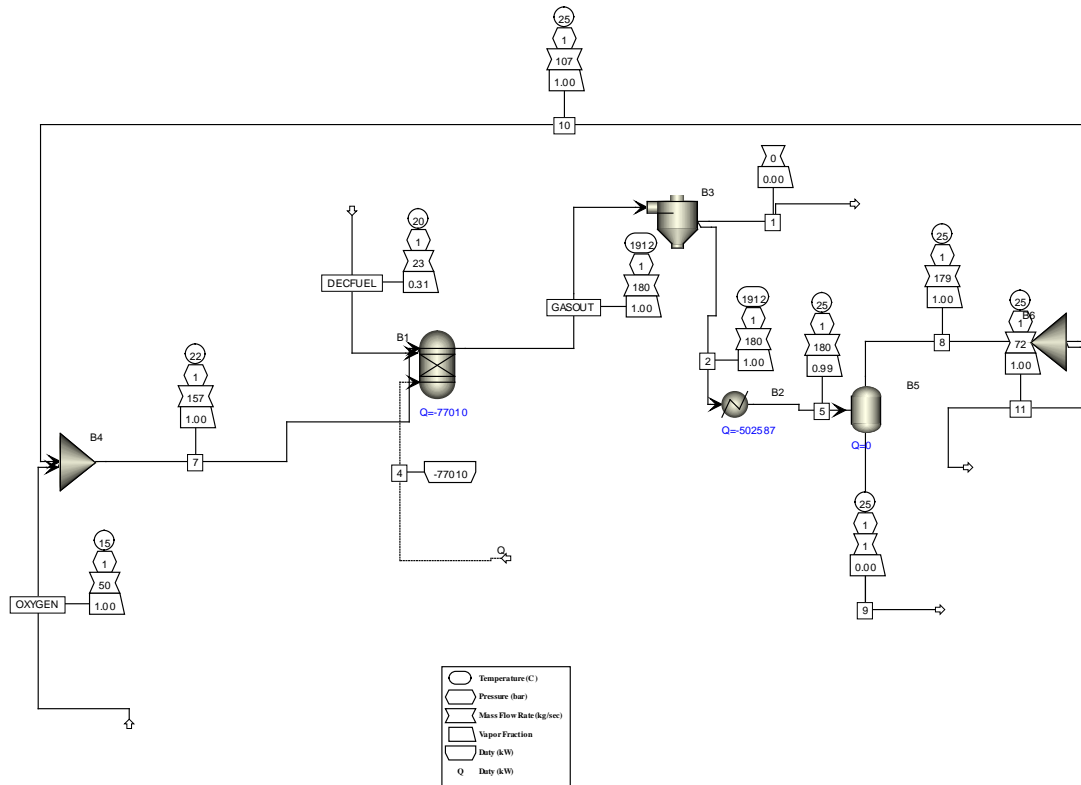 25
1
107
1.00
10
0
0.00
1
B3
20
1
23
0.31
DECFUEL
1912
1
180
1.00
GASOUT
25
1
179
1.00
8
1912
1
180
1.00
2
25
1
180
0.99
5
25
1
72
1.00
11
B6
B1
Q=-77010
22
1
157
1.00
7
B4
B2
Q=-502587
B5
Q=0
4
-77010
Q
15
1
50
1.00
OXYGEN
25
1
1
0.00
9
Temperature (C)
Pressure (bar)
Mass Flow Rate (kg/sec)
Vapor Fraction
Duty (kW)
Q Duty (kW)